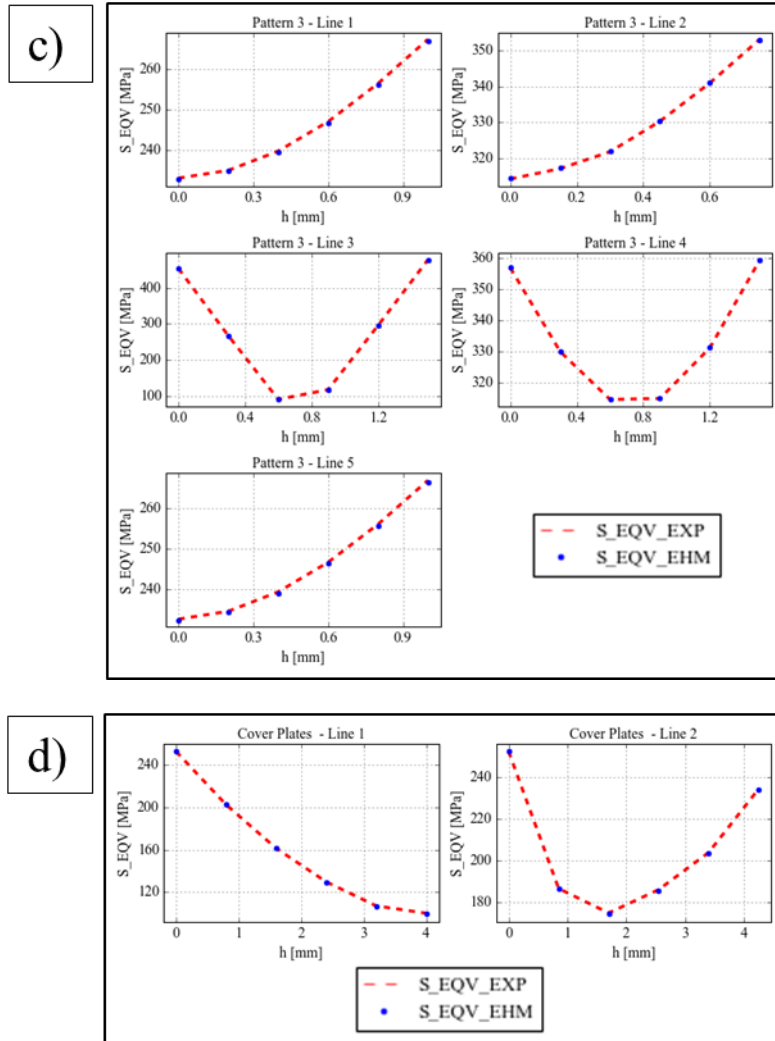 c)
Pattern 3 - Line 1
S_EQV [MPa]
260
250
240
0.0 0.3 0.6 0.9
h [mm]
Pattern 3 - Line 2
S_EQV [MPa]
350
340
330
320
0.0 0.2 0.4 0.6
h [mm]
Pattern 3 - Line 3
S_EQV [MPa]
400
300
200
100
0.0 0.4 0.8 1.2
h [mm]
Pattern 3 - Line 4
S_EQV [MPa]
360
350
340
330
320
0.0 0.4 0.8 1.2
h [mm]
Pattern 3 - Line 5
S_EQV [MPa]
260
250
240
0.0 0.3 0.6 0.9
h [mm]
S_EQV_EXP
S_EQV_EHM
d)
Cover Plates - Line 1
S_EQV [MPa]
240
200
160
120
0 1 2 3 4
h [mm]
Cover Plates - Line 2
S_EQV [MPa]
240
220
200
180
0 1 2 3 4
h [mm]
S_EQV_EXP
S_EQV_EHM